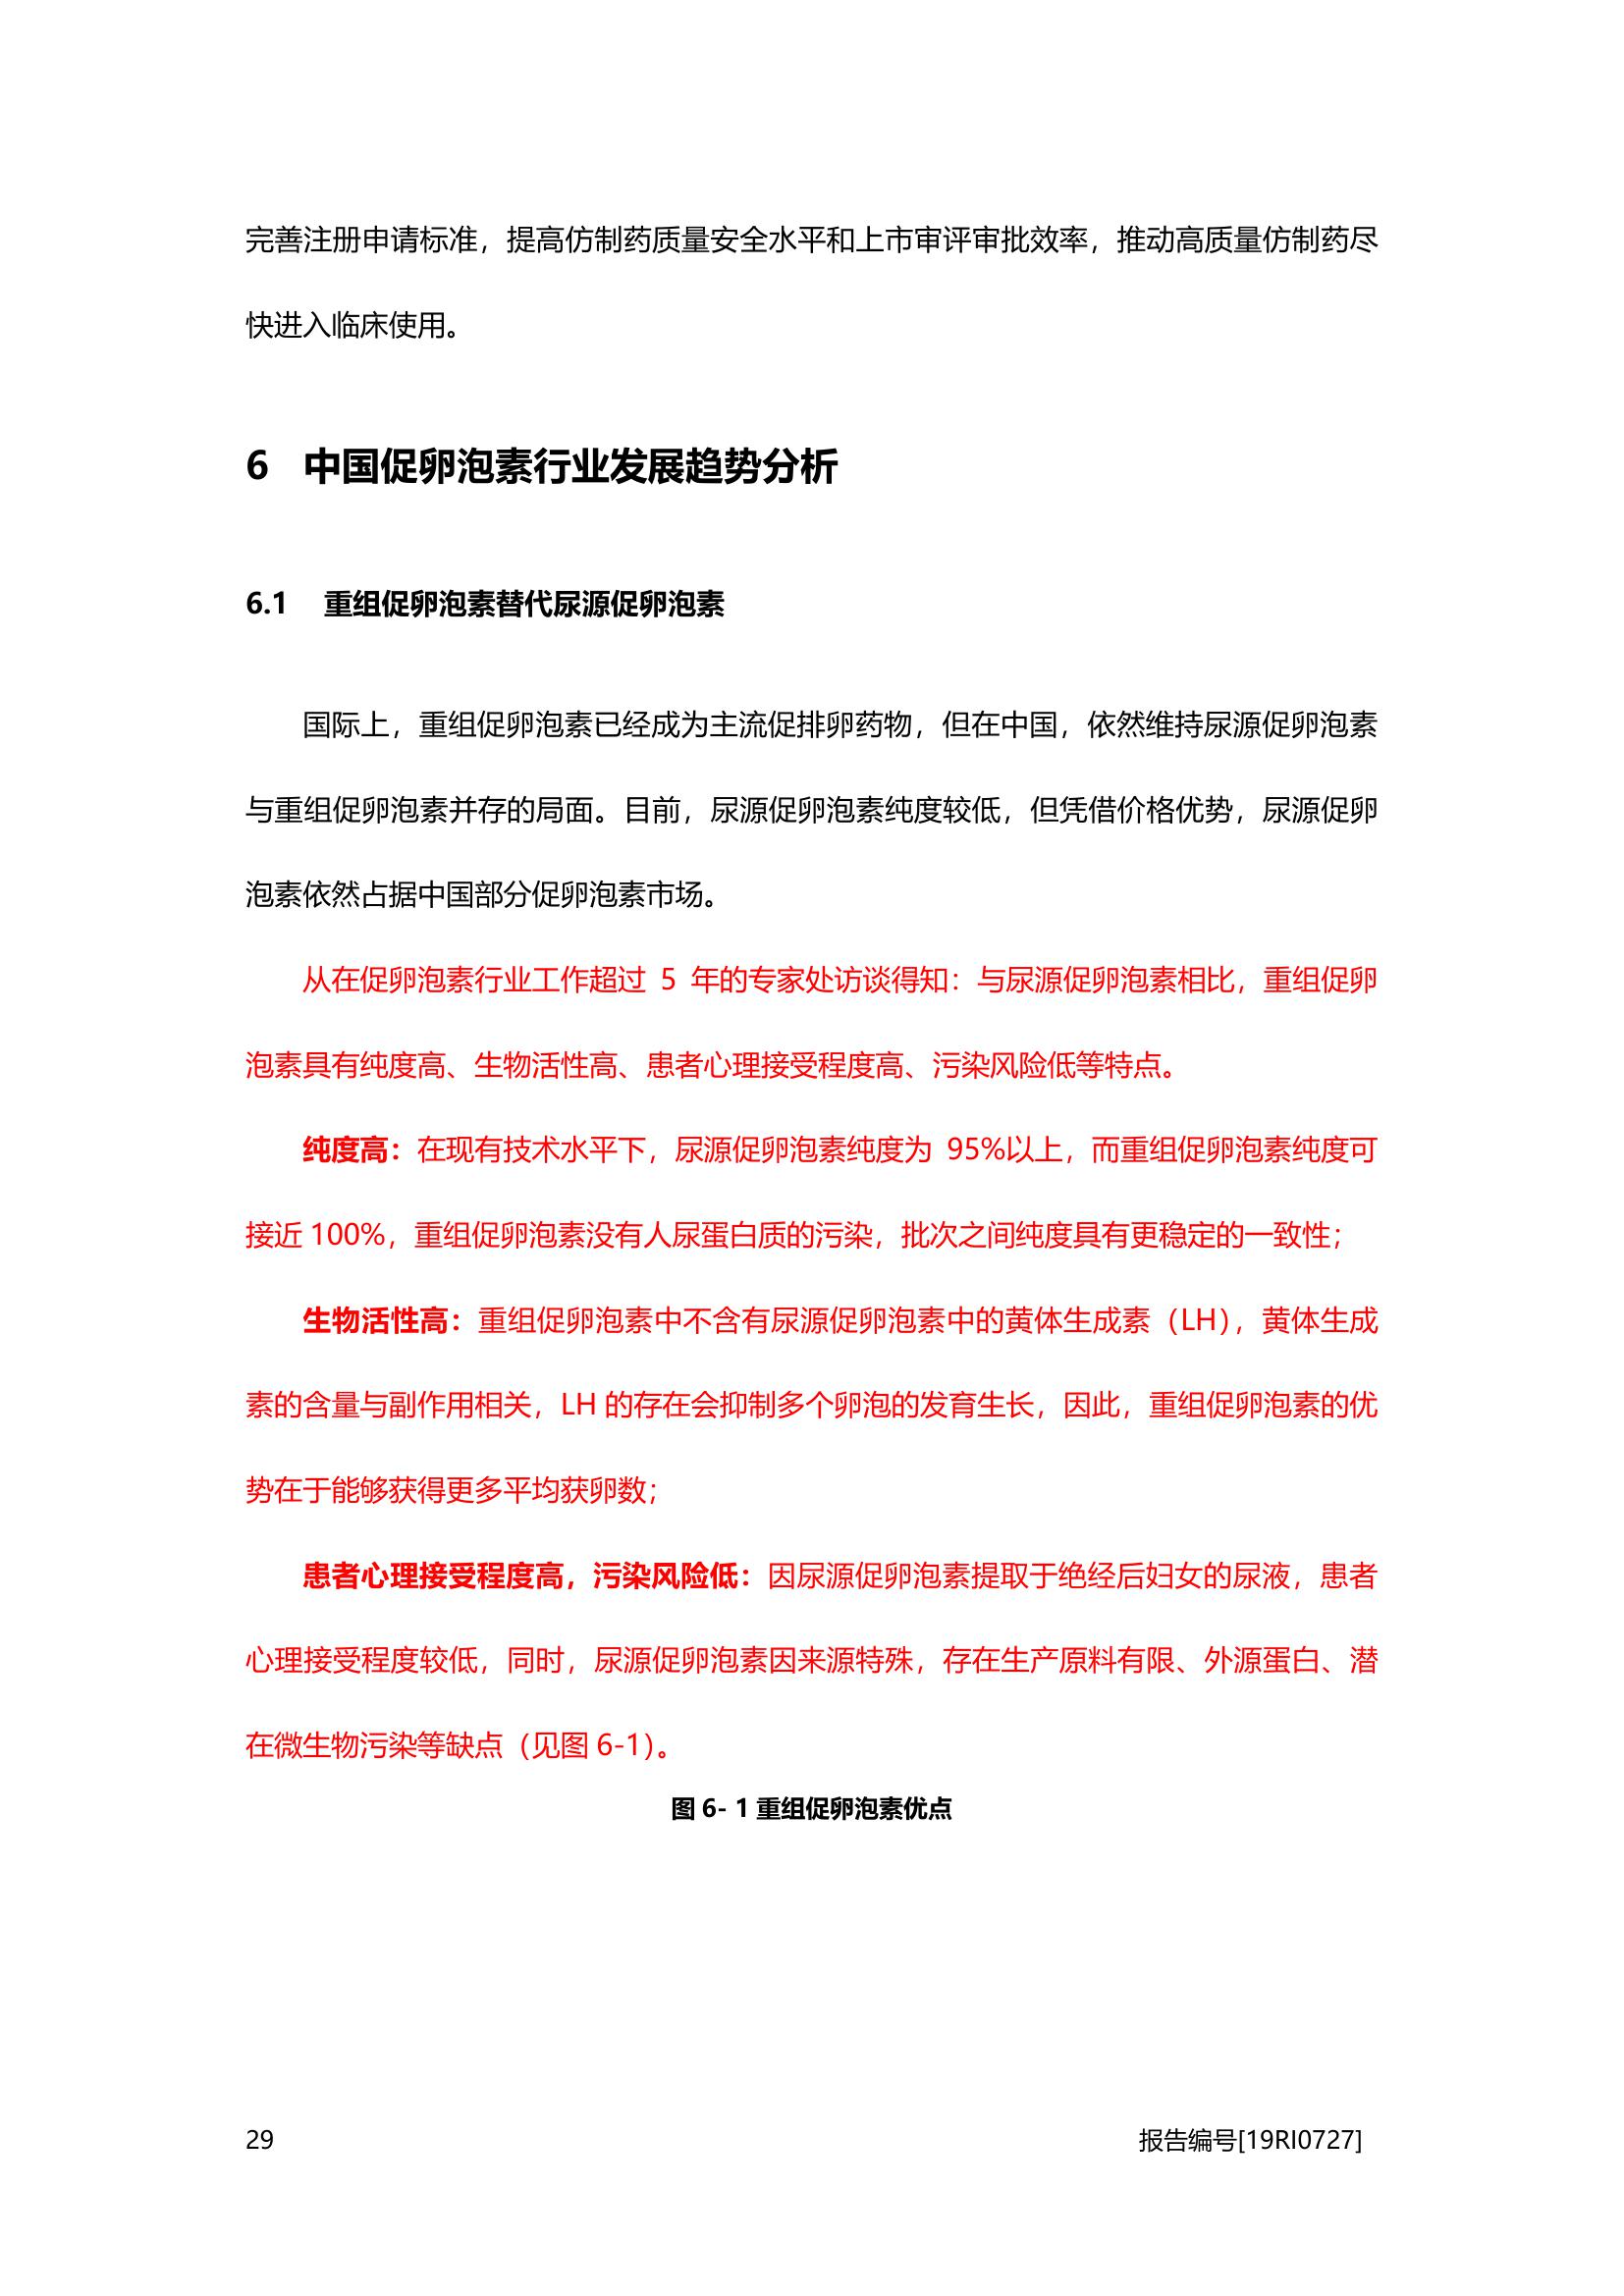 完善注册申请标准，提高仿制药质量安全水平和上市审评审批效率，推动高质量仿制药尽
快进入临床使用。
6 中国促卵泡素行业发展趋势分析
6.1 重组促卵泡素替代尿源促卵泡素
国际上，重组促卵泡素已经成为主流促排卵药物，但在中国，依然维持尿源促卵泡素
与重组促卵泡素并存的局面。目前，尿源促卵泡素纯度较低，但凭借价格优势，尿源促卵
泡素依然占据中国部分促卵泡素市场。
从在促卵泡素行业工作超过 5 年的专家处访谈得知：与尿源促卵泡素相比，重组促卵
泡素具有纯度高、生物活性高、患者心理接受程度高、污染风险低等特点。
纯度高：在现有技术水平下，尿源促卵泡素纯度为 95%以上，而重组促卵泡素纯度可
接近 100%，重组促卵泡素没有人尿蛋白质的污染，批次之间纯度具有更稳定的一致性；
生物活性高：重组促卵泡素中不含有尿源促卵泡素中的黄体生成素（LH），黄体生成
素的含量与副作用相关，LH 的存在会抑制多个卵泡的发育生长，因此，重组促卵泡素的优
势在于能够获得更多平均获卵数；
患者心理接受程度高，污染风险低：因尿源促卵泡素提取于绝经后妇女的尿液，患者
心理接受程度较低，同时，尿源促卵泡素因来源特殊，存在生产原料有限、外源蛋白、潜
在微生物污染等缺点（见图 6-1）。
图 6- 1 重组促卵泡素优点
29 报告编号[19RI0727]